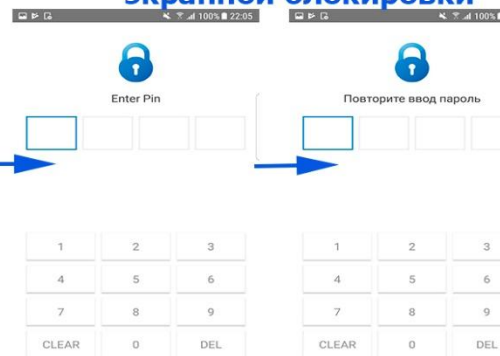 экранной блокировки
100% 22:05
100%
Enter Pin
Повторите ввод пароль
1 2 3
4 5 6
7 8 9
CLEAR 0 DEL
1 2 3
4 5 6
7 8 9
CLEAR 0 DEL